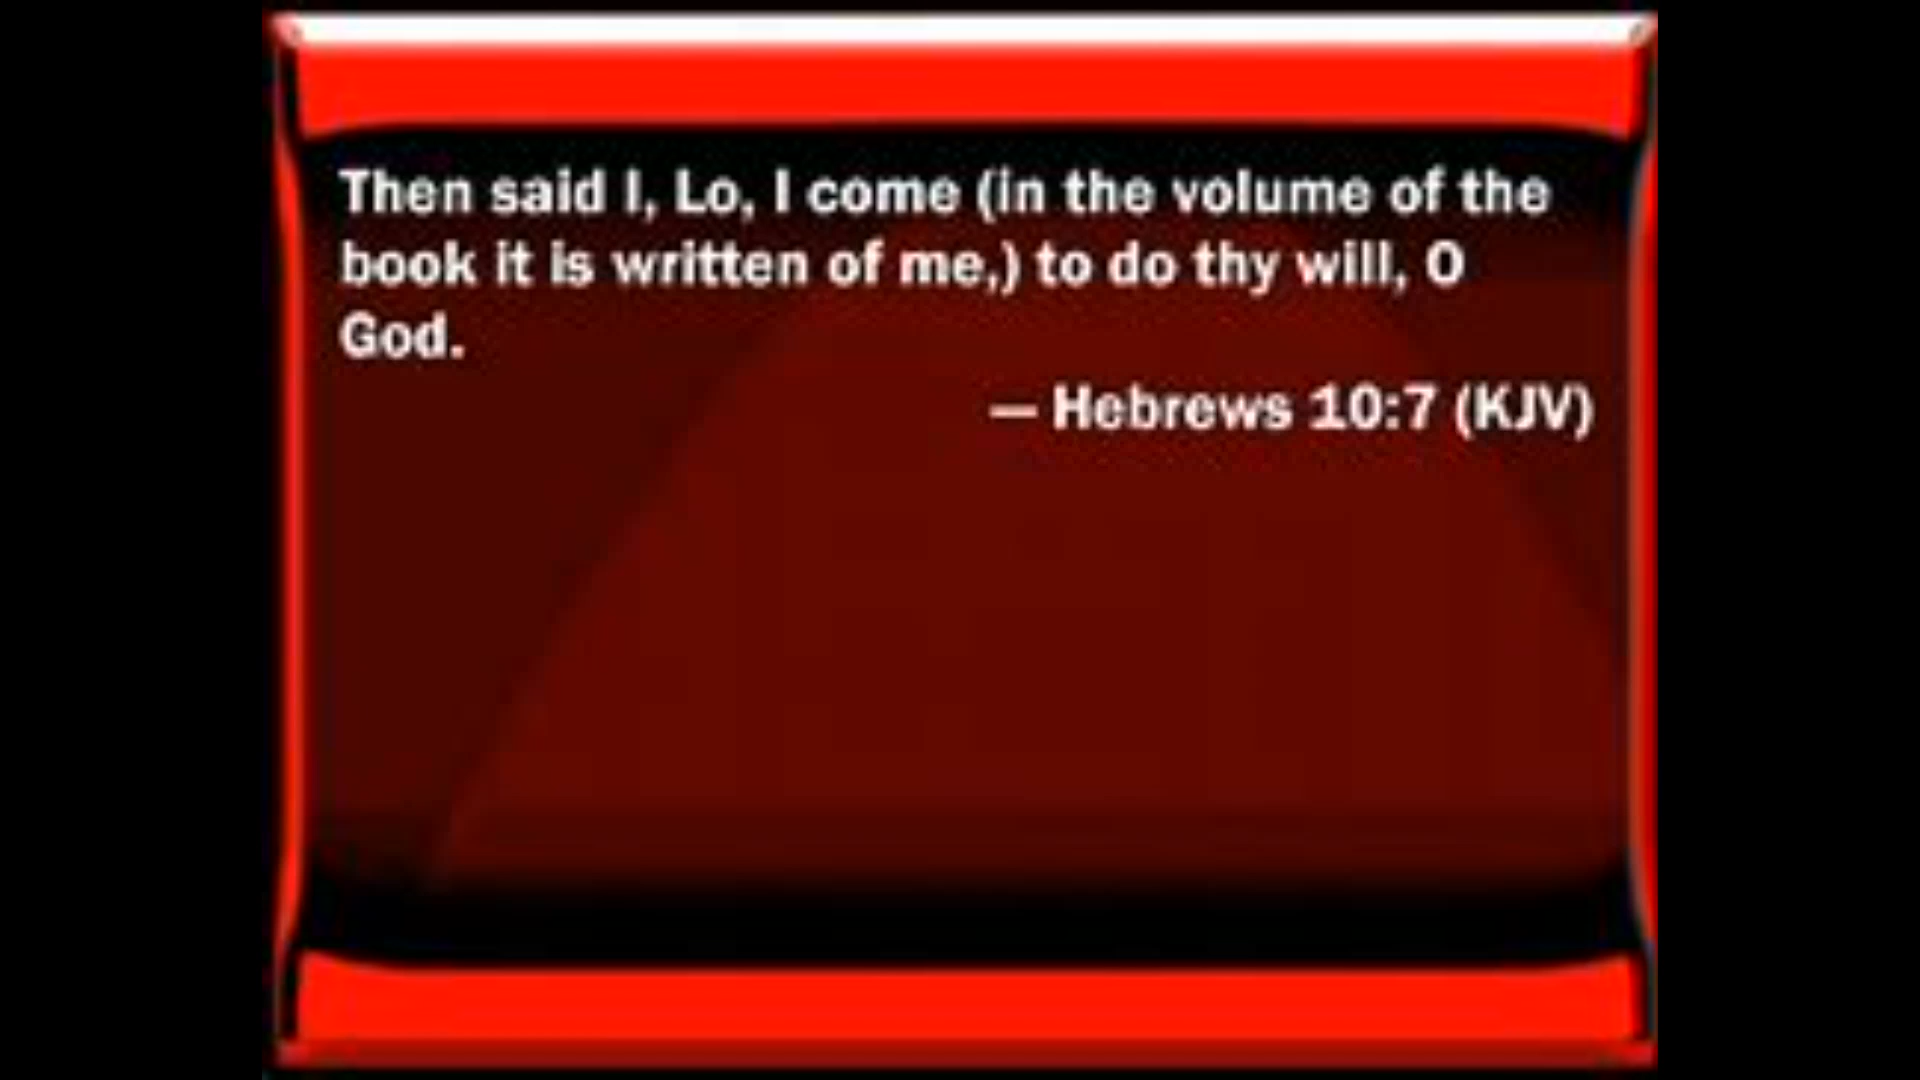 Then said I, Lo, I come (in the volume of the
book it is written of me,) to do thy will, O
God.
— Hebrews 10:7 (KJV)